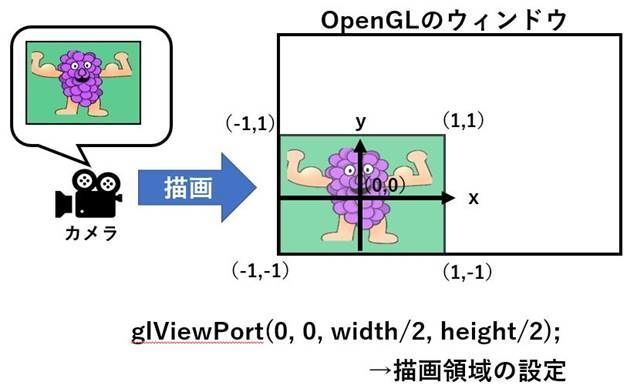 OpenGLのウィンドウ
(-1,1)
y
(1,1)
描画
(0,0)
x
カメラ
(-1,-1)
(1,-1)
glViewPort(0, 0, width/2, height/2);
→描画領域の設定